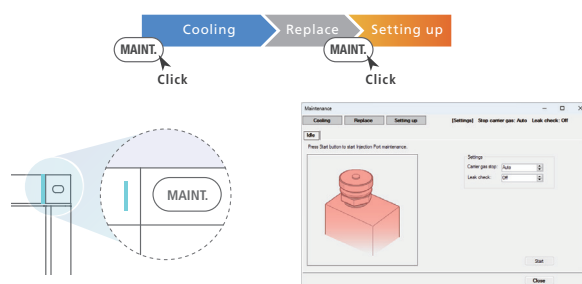 Cooling Replace Setting up
MAINT. MAINT.
Click Click
MAINT.
Maintenance
Cooling Replace Setting up [Settings] Stop carrier gas: Auto Leak check: Off
Idle
Press Start button to start Injection Port maintenance.
Settings
Carrier gas stop: Auto
Leak check: Off
Start
Close